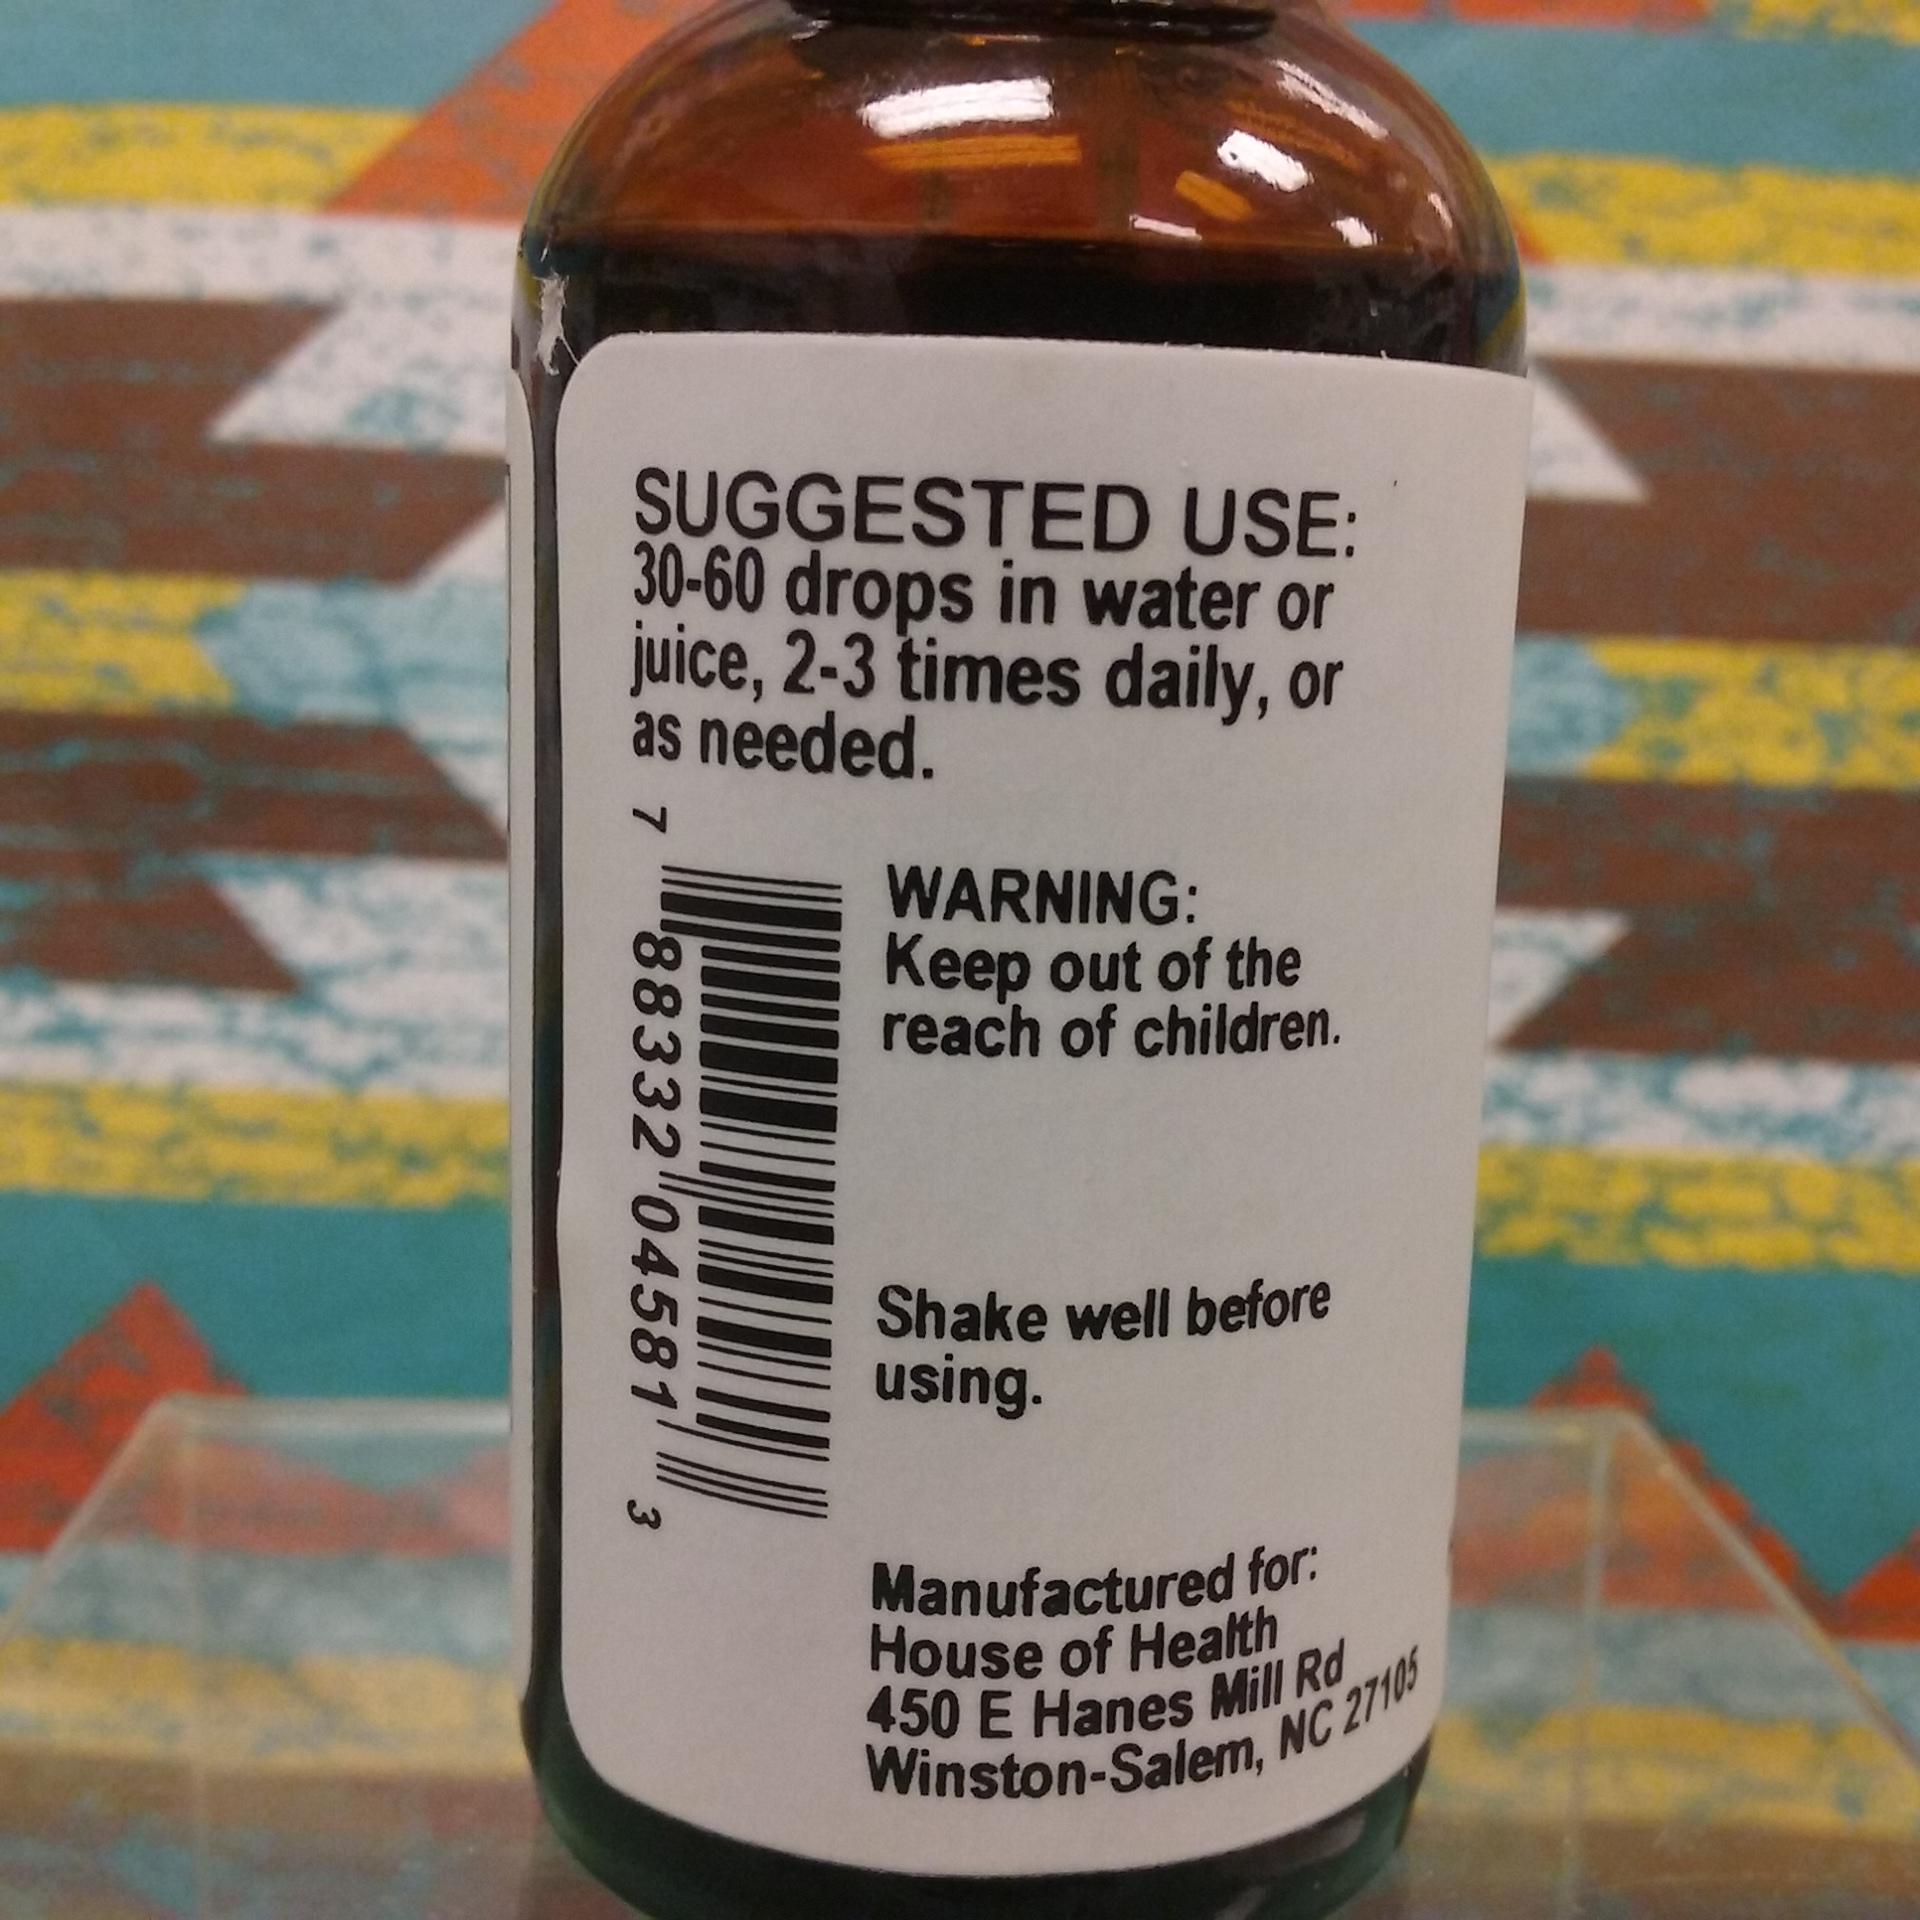 SUGGESTED USE:
30-60 drops in water or
juice, 2-3 times daily, or
as needed.
7 88332 04581 3
WARNING:
Keep out of the
reach of children.
Shake well before
using.
Manufactured for:
House of Health
450 E Hanes Mill Rd
Winston-Salem, NC 27105